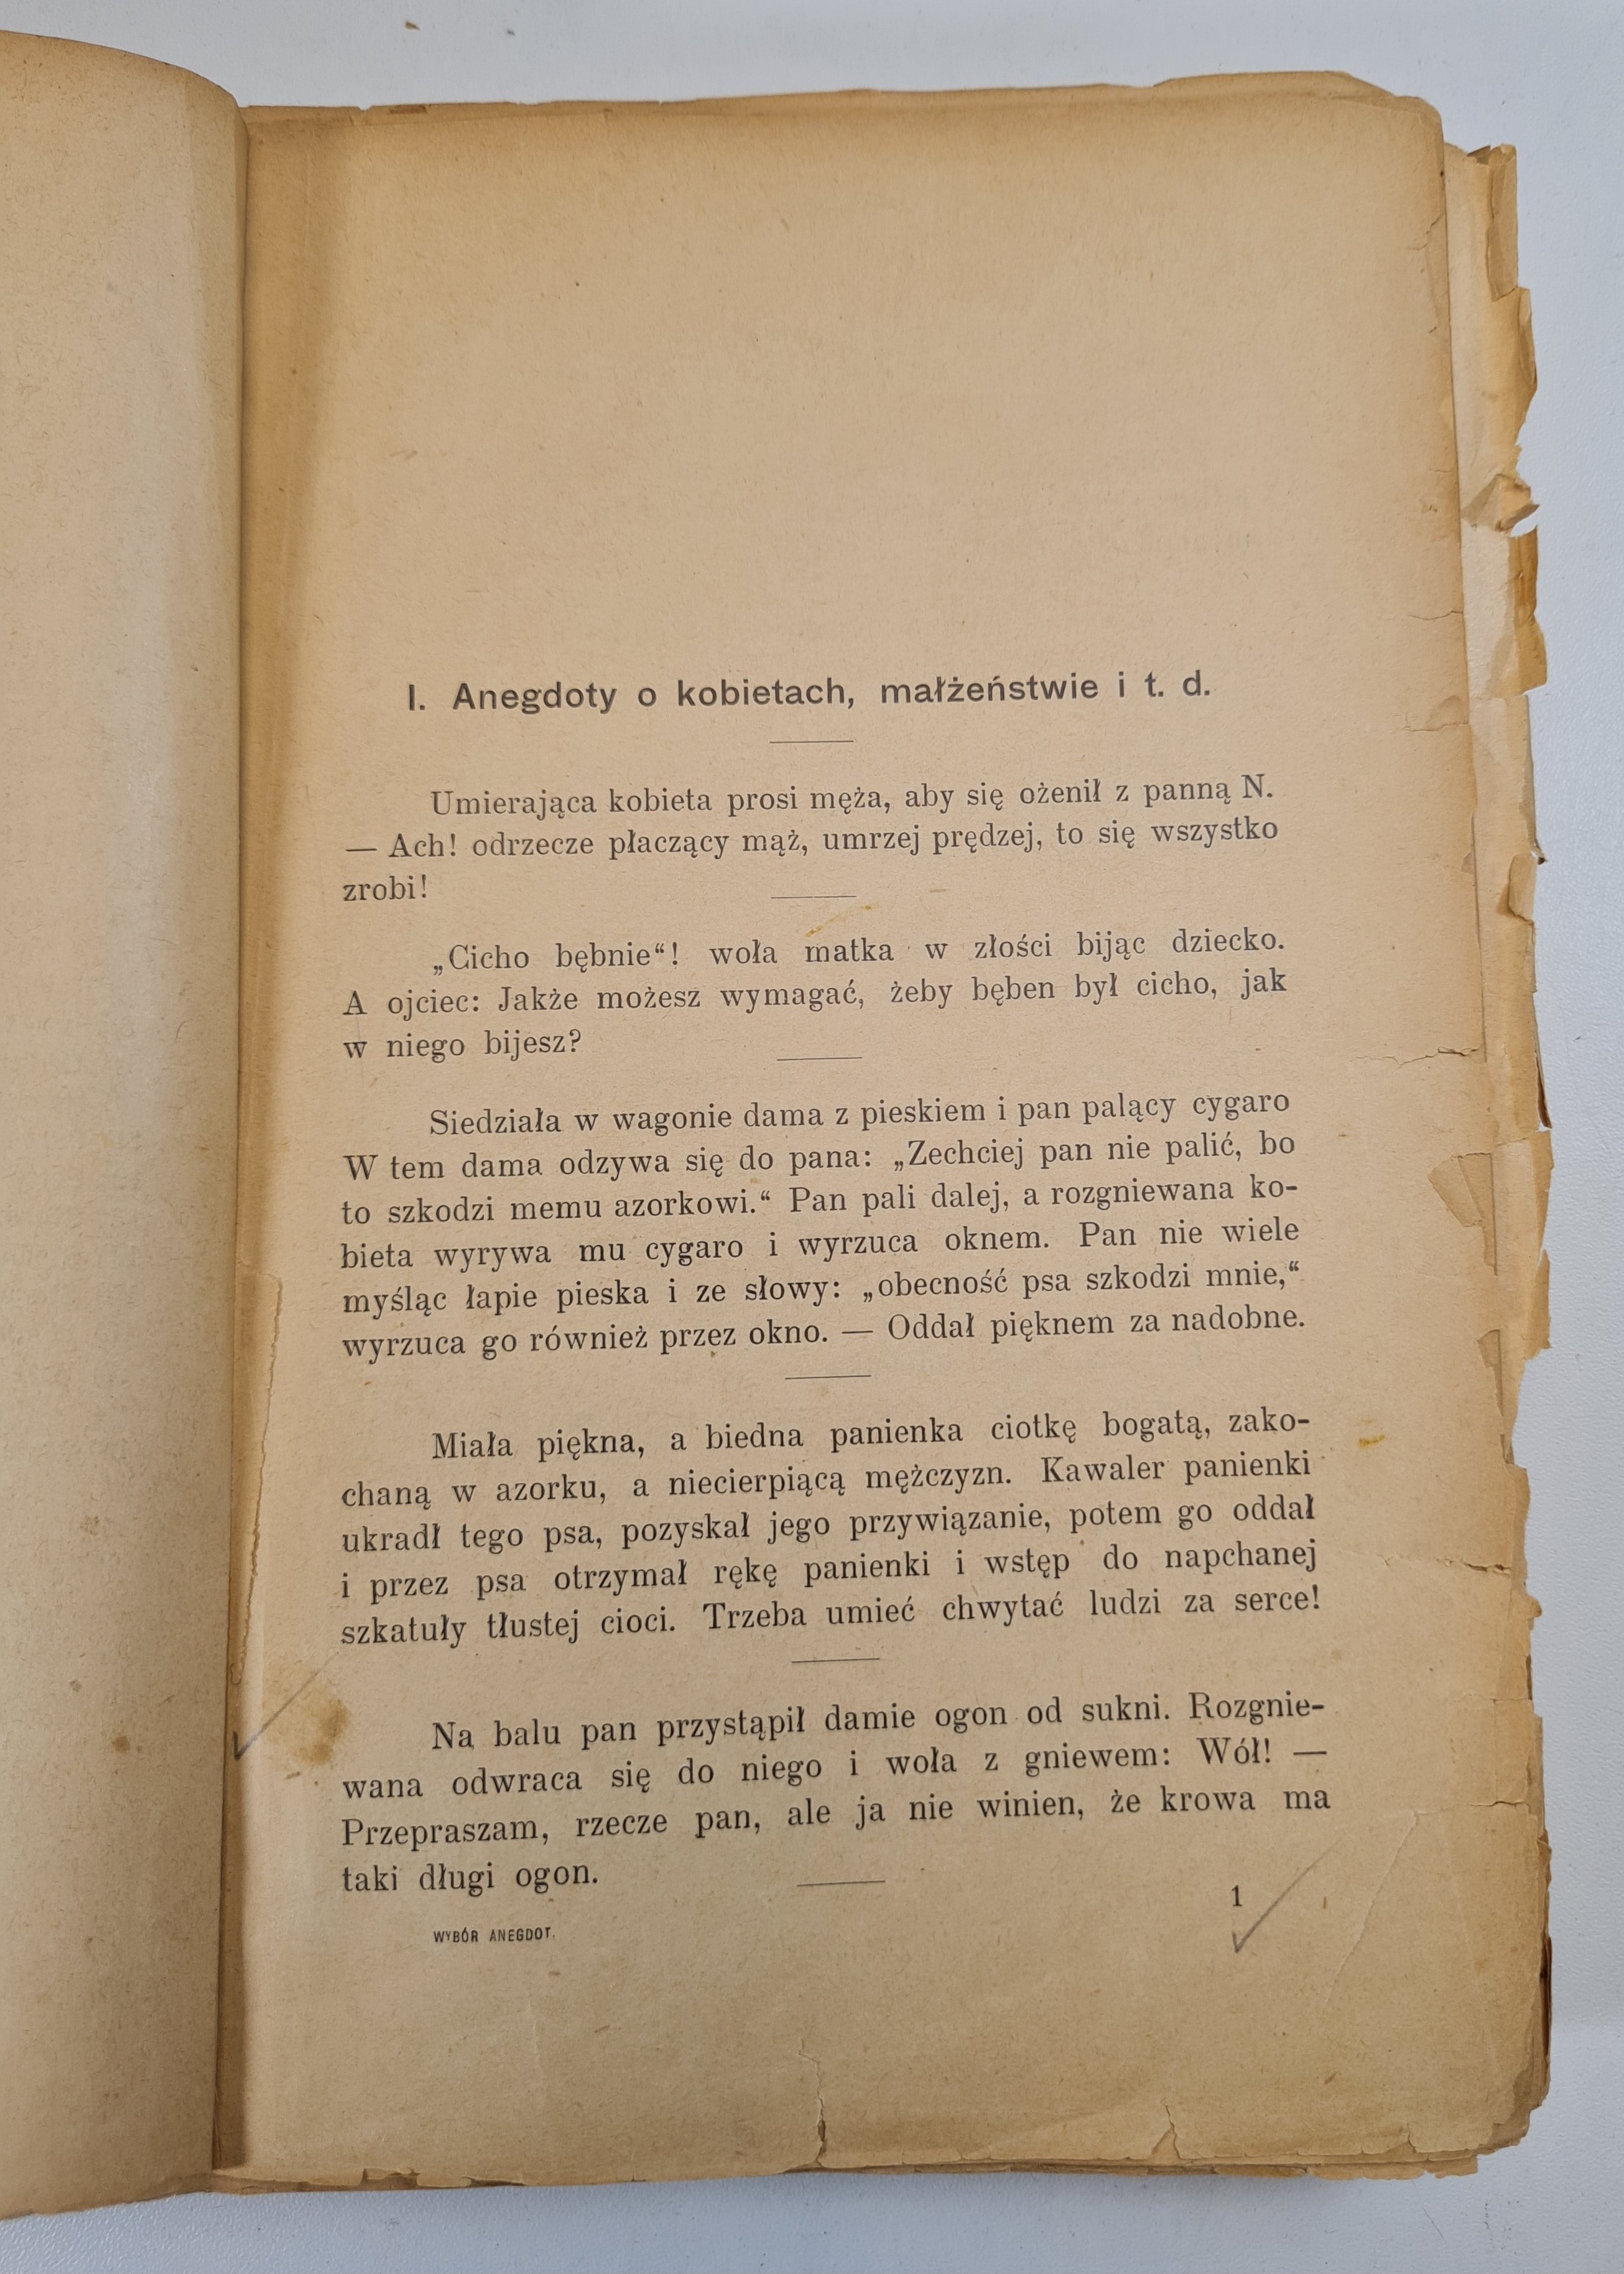 I. Anegdoty o kobietach, małżeństwie i t. d.
Umierająca kobieta prosi męża, aby się ożenił z panną N.
— Ach! odrzecze płaczący mąż, umrzej prędzej, to się wszystko
zrobi!
„Cicho bębnie“! woła matka w złości bijąc dziecko.
A ojciec: Jakże możesz wymagać, żeby bęben był cicho, jak
w niego bijesz?
Siedziała w wagonie dama z pieskiem i pan palący cygaro
W tem dama odzywa się do pana: „Zechciej pan nie palić, bo
to szkodzi memu azorkowi.“ Pan pali dalej, a rozgniewana ko-
bieta wyrywa mu cygaro i wyrzuca oknem. Pan nie wiele
myśląc łapie pieska i ze słowy: „obecność psa szkodzi mnie,“
wyrzuca go również przez okno. — Oddał pięknem za nadobne.
Miała piękna, a biedna panienka ciotkę bogatą, zako-
chaną w azorku, a niecierpiącą mężczyzn. Kawaler panienki
ukradł tego psa, pozyskał jego przywiązanie, potem go oddał
i przez psa otrzymał rękę panienki i wstęp do napchanej
szkatuły tłustej cioci. Trzeba umieć chwytać ludzi za serce!
Na balu pan przystąpił damie ogon od sukni. Rozgnie-
wana odwraca się do niego i woła z gniewem: Wół! —
Przepraszam, rzecze pan, ale ja nie winien, że krowa ma
taki długi ogon.
WYBÓR ANEGDOT. 1